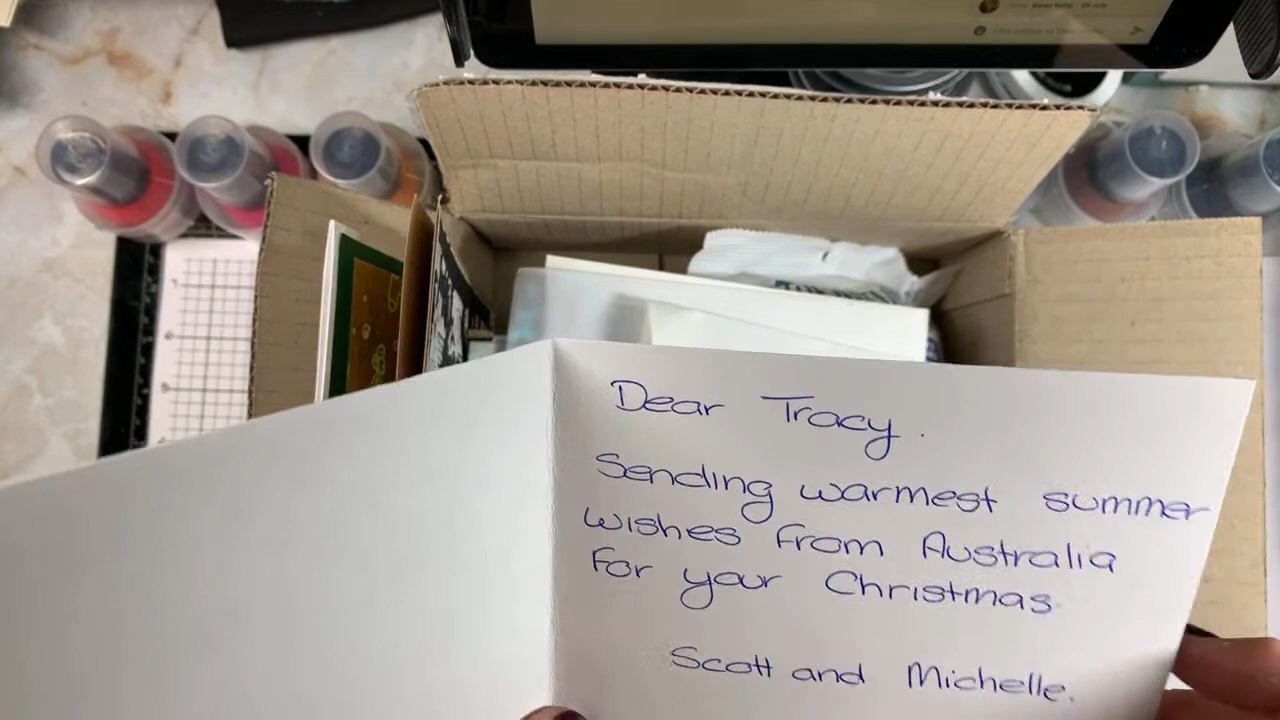 Dear Tracy.
Sending warmest summer
wishes from Australia
for your Christmas
Scott and Michelle.